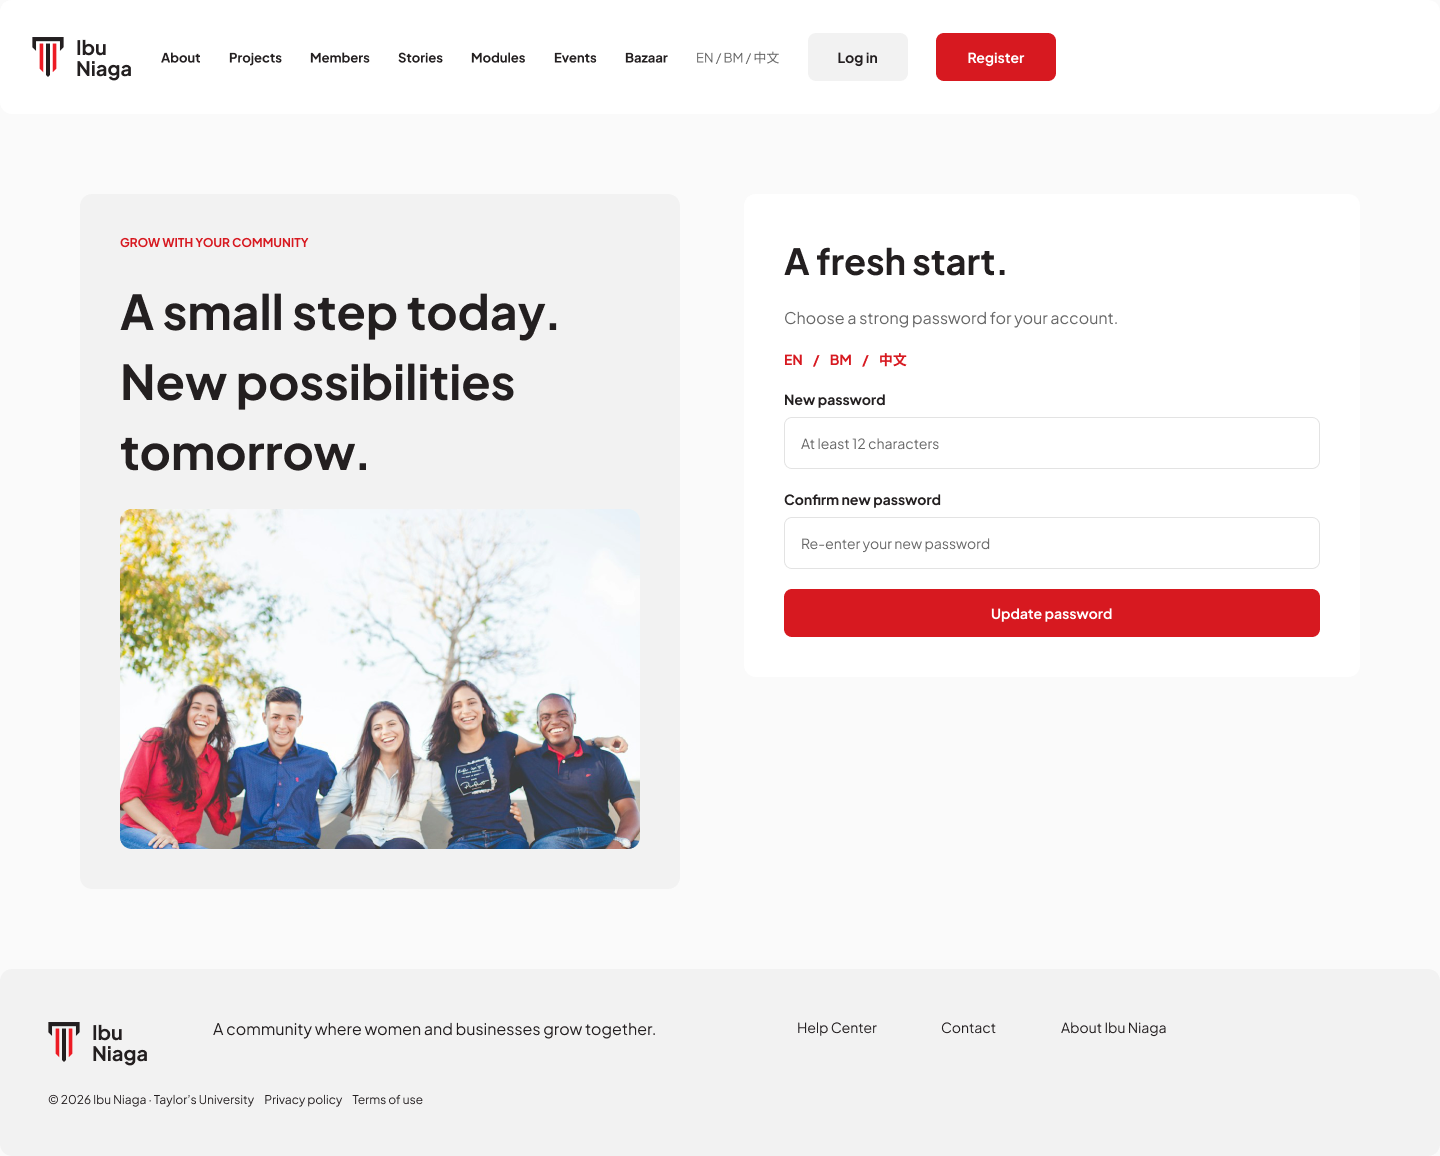 Ibu
Niaga
About Projects Members Stories Modules Events Bazaar EN / BM / 中文 Log in Register
GROW WITH YOUR COMMUNITY
A small step today.
New possibilities
tomorrow.
A fresh start.
Choose a strong password for your account.
EN / BM / 中文
New password
At least 12 characters
Confirm new password
Re-enter your new password
Update password
Ibu
Niaga
A community where women and businesses grow together.
Help Center Contact About Ibu Niaga
© 2026 Ibu Niaga · Taylor's University Privacy policy Terms of use